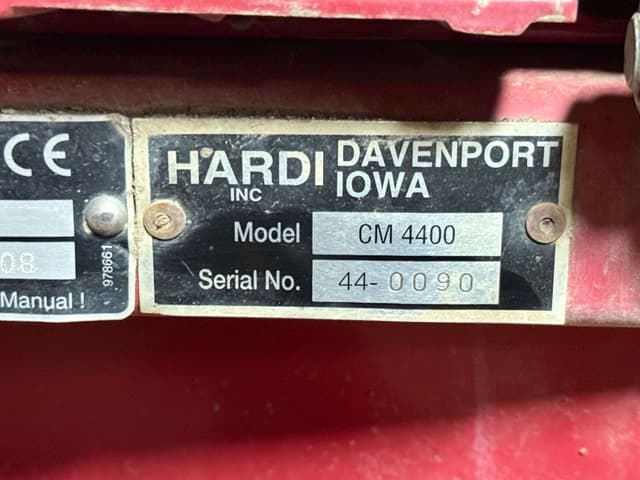 CE
08
Manual !
978661
HARDI INC
DAVENPORT
IOWA
Model CM 4400
Serial No. 44-0090